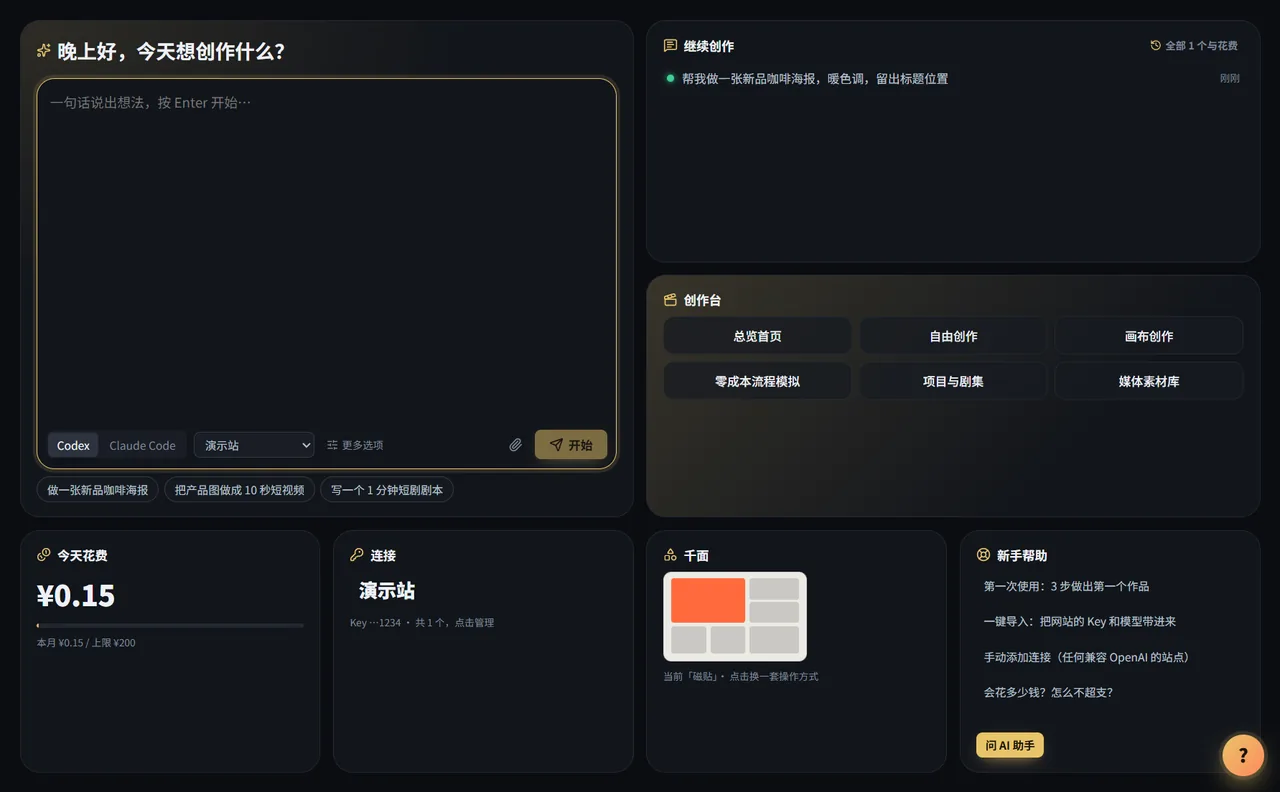 晚上好，今天想创作什么？
一句话说出想法，按 Enter 开始…
Codex
Claude Code
演示站
更多选项
开始
做一张新品咖啡海报
把产品图做成 10 秒短视频
写一个 1 分钟短剧剧本
继续创作
全部 1 个与花费
帮我做一张新品咖啡海报，暖色调，留出标题位置
刚刚
创作台
总览首页
自由创作
画布创作
零成本流程模拟
项目与剧集
媒体素材库
今天花费
¥0.15
本月 ¥0.15 / 上限 ¥200
连接
演示站
Key …1234 · 共 1 个，点击管理
千面
当前「磁贴」· 点击换一套操作方式
新手帮助
第一次使用：3 步做出第一个作品
一键导入：把网站的 Key 和模型带进来
手动添加连接（任何兼容 OpenAI 的站点）
会花多少钱？怎么不超支？
问 AI 助手
?